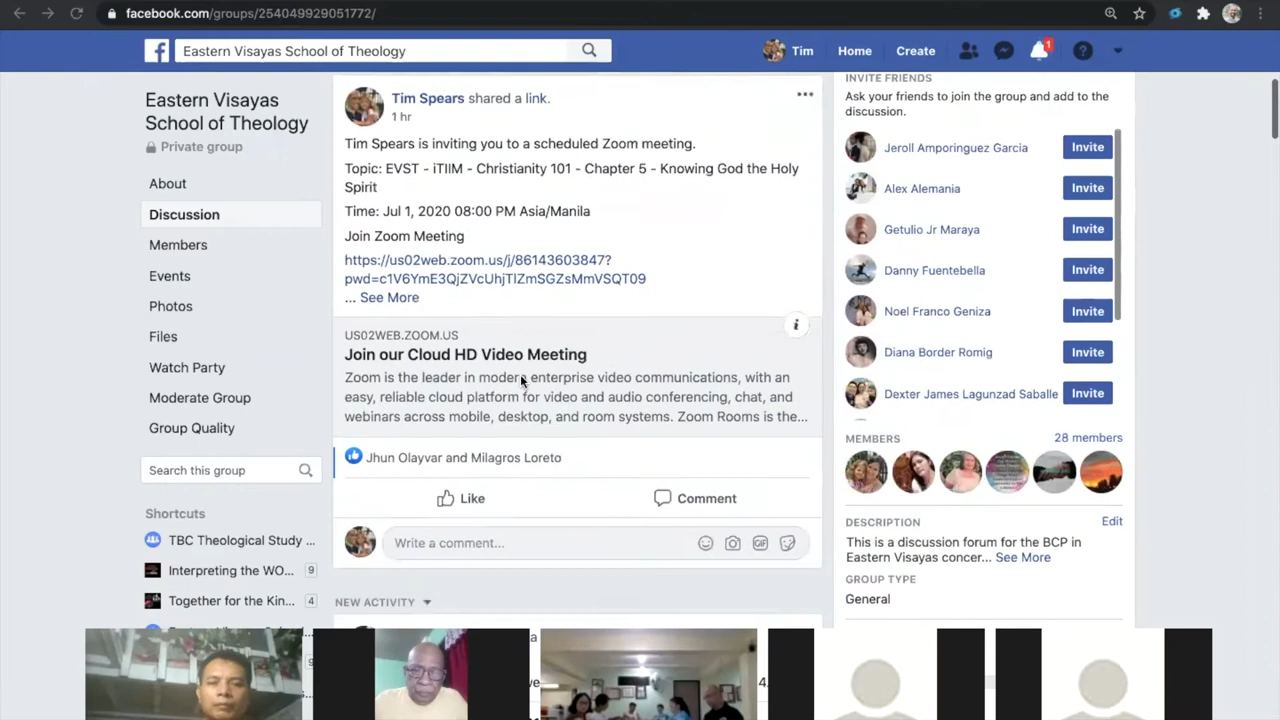 facebook.com/groups/254049929051772/
Eastern Visayas School of Theology
Tim
Home
Create
1
Eastern Visayas
School of Theology
Private group
About
Discussion
Members
Events
Photos
Files
Watch Party
Moderate Group
Group Quality
Search this group
Shortcuts
TBC Theological Study ...
Interpreting the WO... 9
Together for the Kin... 4
Tim Spears shared a link.
1 hr
Tim Spears is inviting you to a scheduled Zoom meeting.
Topic: EVST - iTIIM - Christianity 101 - Chapter 5 - Knowing God the Holy
Spirit
Time: Jul 1, 2020 08:00 PM Asia/Manila
Join Zoom Meeting
https://us02web.zoom.us/j/86143603847?
pwd=c1V6YmE3QjZVcUhjTlZmSGZsMmVSQT09
... See More
US02WEB.ZOOM.US
Join our Cloud HD Video Meeting
Zoom is the leader in modern enterprise video communications, with an
easy, reliable cloud platform for video and audio conferencing, chat, and
webinars across mobile, desktop, and room systems. Zoom Rooms is the...
Jhun Olayvar and Milagros Loreto
Like
Comment
Write a comment...
GIF
NEW ACTIVITY
INVITE FRIENDS
Ask your friends to join the group and add to the
discussion.
Jeroll Amporinguez Garcia Invite
Alex Alemania Invite
Getulio Jr Maraya Invite
Danny Fuentebella Invite
Noel Franco Geniza Invite
Diana Border Romig Invite
Dexter James Lagunzad Saballe Invite
MEMBERS 28 members
DESCRIPTION Edit
This is a discussion forum for the BCP in
Eastern Visayas concer... See More
GROUP TYPE
General